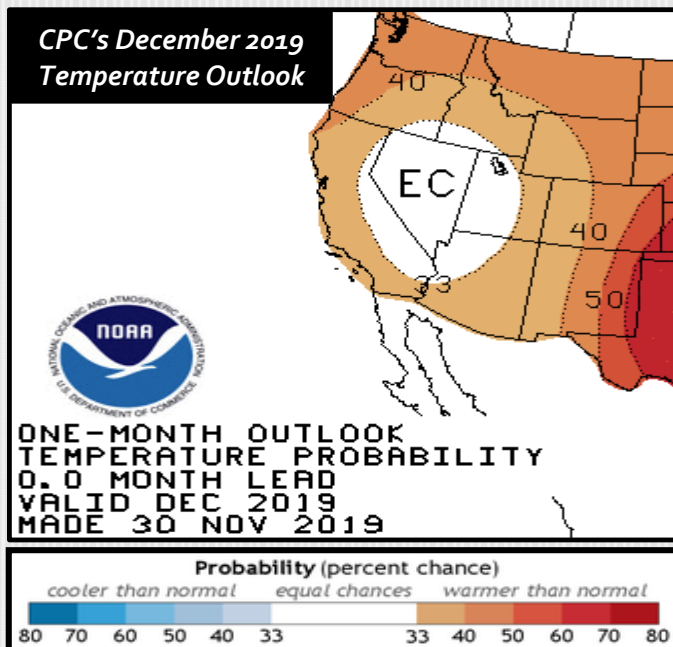 CPC's December 2019
Temperature Outlook
40
EC
40
33
50
NATIONAL OCEANIC AND ATMOSPHERIC ADMINISTRATION
NOAA
U.S. DEPARTMENT OF COMMERCE
ONE-MONTH OUTLOOK
TEMPERATURE PROBABILITY
0.0 MONTH LEAD
VALID DEC 2019
MADE 30 NOV 2019
Probability (percent chance)
cooler than normal equal chances warmer than normal
80 70 60 50 40 33 33 40 50 60 70 80